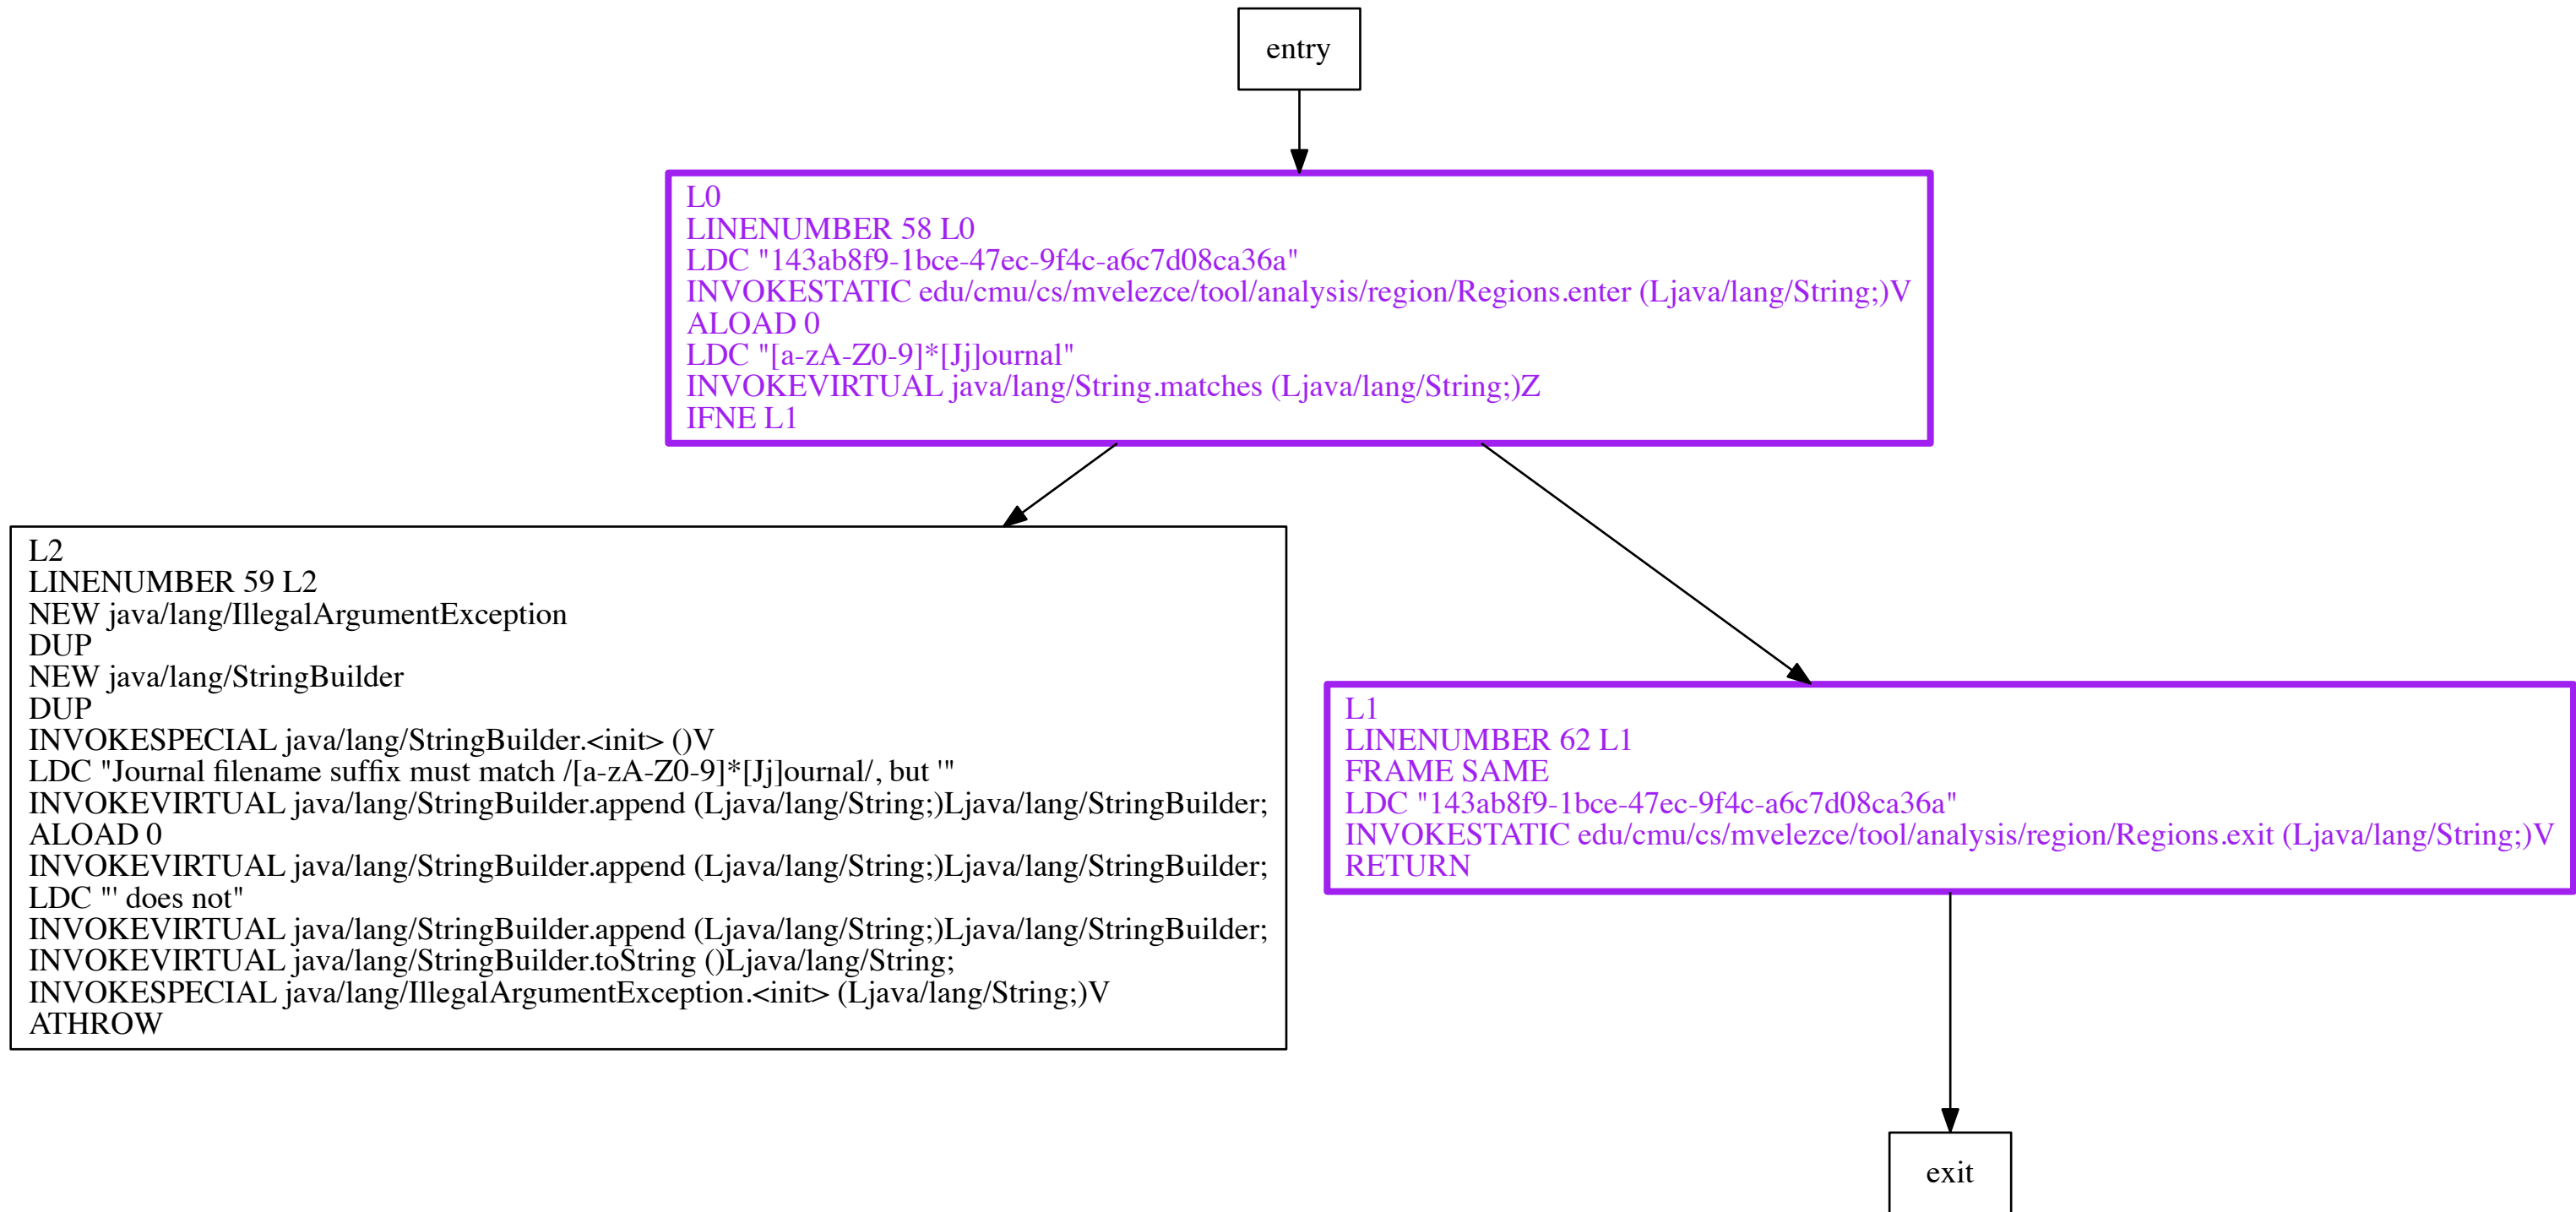 entry
L0
LINENUMBER 58 L0
LDC "143ab8f9-1bce-47ec-9f4c-a6c7d08ca36a"
INVOKESTATIC edu/cmu/cs/mvelezce/tool/analysis/region/Regions.enter (Ljava/lang/String;)V
ALOAD 0
LDC "[a-zA-Z0-9]*[Jj]ournal"
INVOKEVIRTUAL java/lang/String.matches (Ljava/lang/String;)Z
IFNE L1
L2
LINENUMBER 59 L2
NEW java/lang/IllegalArgumentException
DUP
NEW java/lang/StringBuilder
DUP
INVOKESPECIAL java/lang/StringBuilder.<init> ()V
LDC "Journal filename suffix must match /[a-zA-Z0-9]*[Jj]ournal/, but '"
INVOKEVIRTUAL java/lang/StringBuilder.append (Ljava/lang/String;)Ljava/lang/StringBuilder;
ALOAD 0
INVOKEVIRTUAL java/lang/StringBuilder.append (Ljava/lang/String;)Ljava/lang/StringBuilder;
LDC "' does not"
INVOKEVIRTUAL java/lang/StringBuilder.append (Ljava/lang/String;)Ljava/lang/StringBuilder;
INVOKEVIRTUAL java/lang/StringBuilder.toString ()Ljava/lang/String;
INVOKESPECIAL java/lang/IllegalArgumentException.<init> (Ljava/lang/String;)V
ATHROW
L1
LINENUMBER 62 L1
FRAME SAME
LDC "143ab8f9-1bce-47ec-9f4c-a6c7d08ca36a"
INVOKESTATIC edu/cmu/cs/mvelezce/tool/analysis/region/Regions.exit (Ljava/lang/String;)V
RETURN
exit